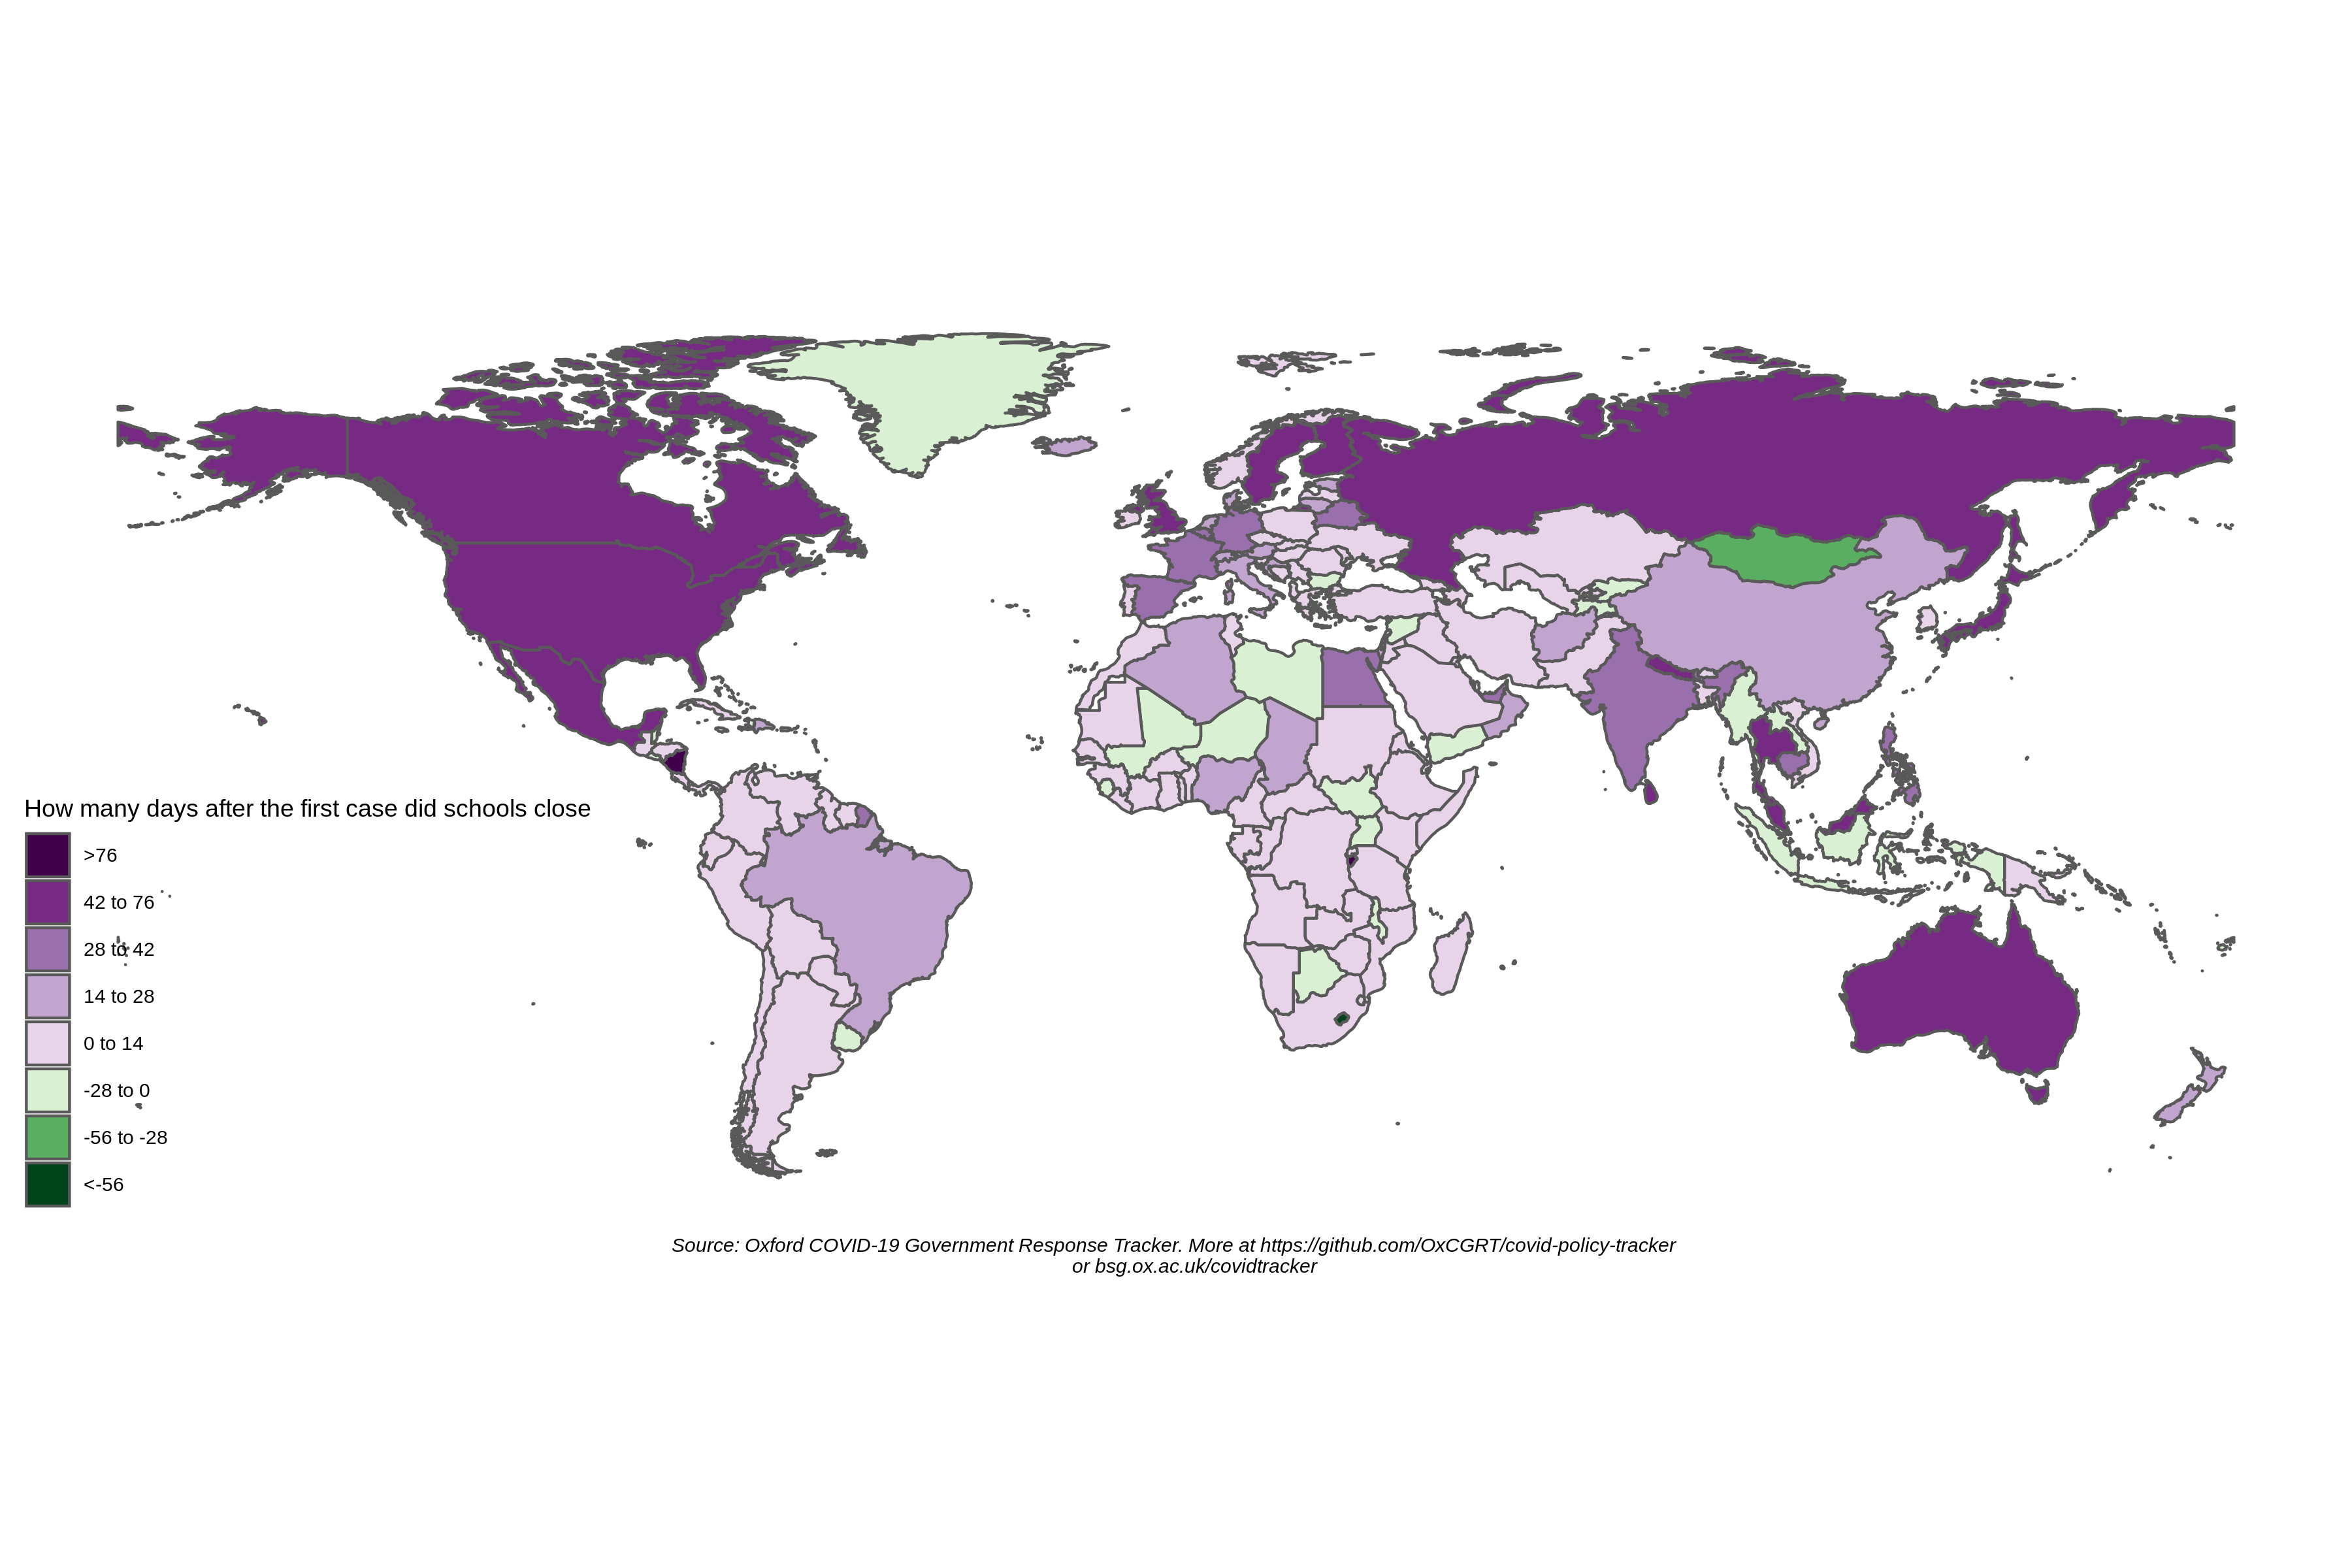 How many days after the first case did schools close
>76
42 to 76
28 to 42
14 to 28
0 to 14
-28 to 0
-56 to -28
<-56
Source: Oxford COVID-19 Government Response Tracker. More at https://github.com/OxCGRT/covid-policy-tracker
or bsg.ox.ac.uk/covidtracker